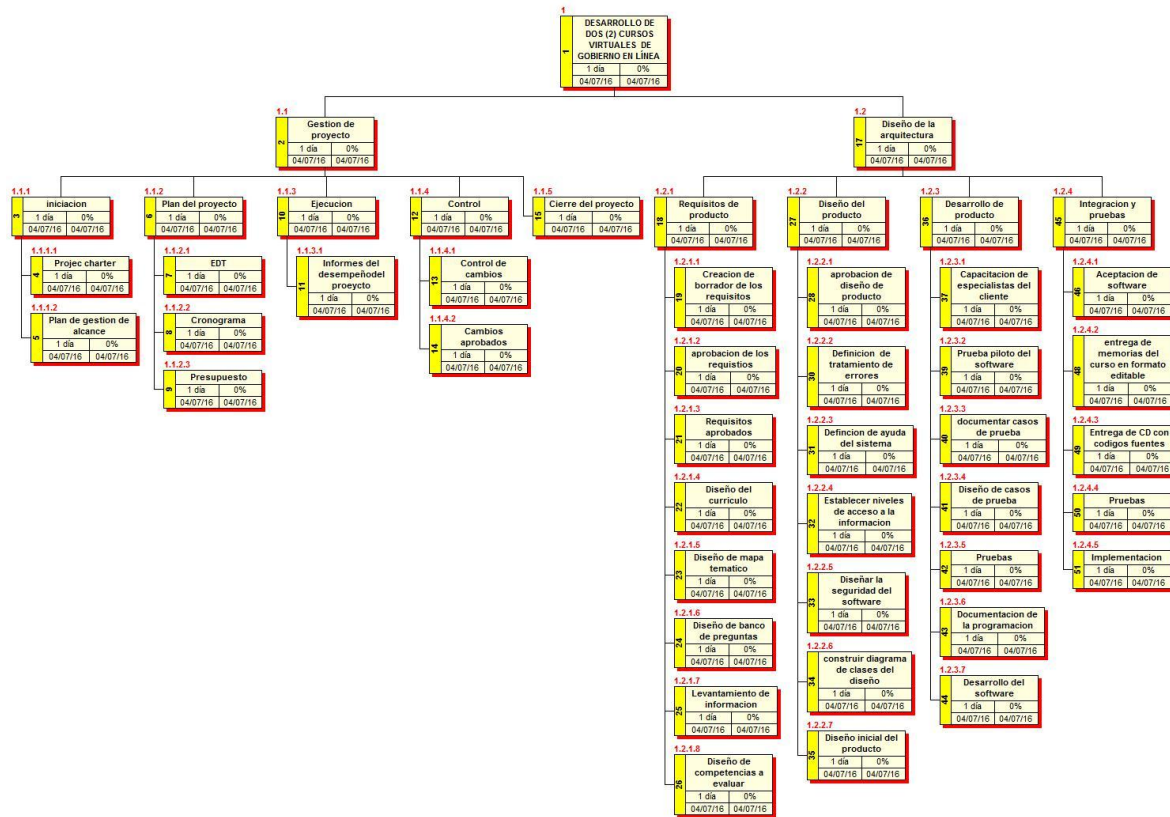 1
DESARROLLO DE
DOS (2) CURSOS
VIRTUALES DE
GOBIERNO EN LÍNEA
1
1 día 0%
04/07/16 04/07/16
1.1
Gestion de
proyecto
2
1 día 0%
04/07/16 04/07/16
1.2
Diseño de la
arquitectura
17
1 día 0%
04/07/16 04/07/16
1.1.1
iniciacion
3
1 día 0%
04/07/16 04/07/16
1.1.1.1
Projec charter
4
1 día 0%
04/07/16 04/07/16
1.1.1.2
Plan de gestion de
alcance
5
1 día 0%
04/07/16 04/07/16
1.1.2
Plan del proyecto
6
1 día 0%
04/07/16 04/07/16
1.1.2.1
EDT
7
1 día 0%
04/07/16 04/07/16
1.1.2.2
Cronograma
8
1 día 0%
04/07/16 04/07/16
1.1.2.3
Presupuesto
9
1 día 0%
04/07/16 04/07/16
1.1.3
Ejecucion
10
1 día 0%
04/07/16 04/07/16
1.1.3.1
Informes del
desempeñodel
proeycto
11
1 día 0%
04/07/16 04/07/16
1.1.4
Control
12
1 día 0%
04/07/16 04/07/16
1.1.4.1
Control de
cambios
13
1 día 0%
04/07/16 04/07/16
1.1.4.2
Cambios
aprobados
14
1 día 0%
04/07/16 04/07/16
1.1.5
Cierre del proyecto
15
1 día 0%
04/07/16 04/07/16
1.2.1
Requisitos de
producto
18
1 día 0%
04/07/16 04/07/16
1.2.1.1
Creacion de
borrador de los
requisitos
19
1 día 0%
04/07/16 04/07/16
1.2.1.2
aprobacion de los
requistios
20
1 día 0%
04/07/16 04/07/16
1.2.1.3
Requisitos
aprobados
21
1 día 0%
04/07/16 04/07/16
1.2.1.4
Diseño del
curriculo
22
1 día 0%
04/07/16 04/07/16
1.2.1.5
Diseño de mapa
tematico
23
1 día 0%
04/07/16 04/07/16
1.2.1.6
Diseño de banco
de preguntas
24
1 día 0%
04/07/16 04/07/16
1.2.1.7
Levantamiento de
informacion
25
1 día 0%
04/07/16 04/07/16
1.2.1.8
Diseño de
competencias a
evaluar
26
1 día 0%
04/07/16 04/07/16
1.2.2
Diseño del
producto
27
1 día 0%
04/07/16 04/07/16
1.2.2.1
aprobacion de
diseño de
producto
28
1 día 0%
04/07/16 04/07/16
1.2.2.2
Definicion de
tratamiento de
errores
30
1 día 0%
04/07/16 04/07/16
1.2.2.3
Defincion de ayuda
del sistema
31
1 día 0%
04/07/16 04/07/16
1.2.2.4
Establecer niveles
de acceso a la
informacion
32
1 día 0%
04/07/16 04/07/16
1.2.2.5
Diseñar la
seguridad del
software
33
1 día 0%
04/07/16 04/07/16
1.2.2.6
construir diagrama
de clases del
diseño
34
1 día 0%
04/07/16 04/07/16
1.2.2.7
Diseño inicial del
producto
35
1 día 0%
04/07/16 04/07/16
1.2.3
Desarrollo de
producto
36
1 día 0%
04/07/16 04/07/16
1.2.3.1
Capacitacion de
especialistas del
cliente
37
1 día 0%
04/07/16 04/07/16
1.2.3.2
Prueba piloto del
software
39
1 día 0%
04/07/16 04/07/16
1.2.3.3
documentar casos
de prueba
40
1 día 0%
04/07/16 04/07/16
1.2.3.4
Diseño de casos
de prueba
41
1 día 0%
04/07/16 04/07/16
1.2.3.5
Pruebas
42
1 día 0%
04/07/16 04/07/16
1.2.3.6
Documentacion de
la programacion
43
1 día 0%
04/07/16 04/07/16
1.2.3.7
Desarrollo del
software
44
1 día 0%
04/07/16 04/07/16
1.2.4
Integracion y
pruebas
45
1 día 0%
04/07/16 04/07/16
1.2.4.1
Aceptacion de
software
46
1 día 0%
04/07/16 04/07/16
1.2.4.2
entrega de
memorias del
curso en formato
editable
48
1 día 0%
04/07/16 04/07/16
1.2.4.3
Entrega de CD con
codigos fuentes
49
1 día 0%
04/07/16 04/07/16
1.2.4.4
Pruebas
50
1 día 0%
04/07/16 04/07/16
1.2.4.5
Implementacion
51
1 día 0%
04/07/16 04/07/16